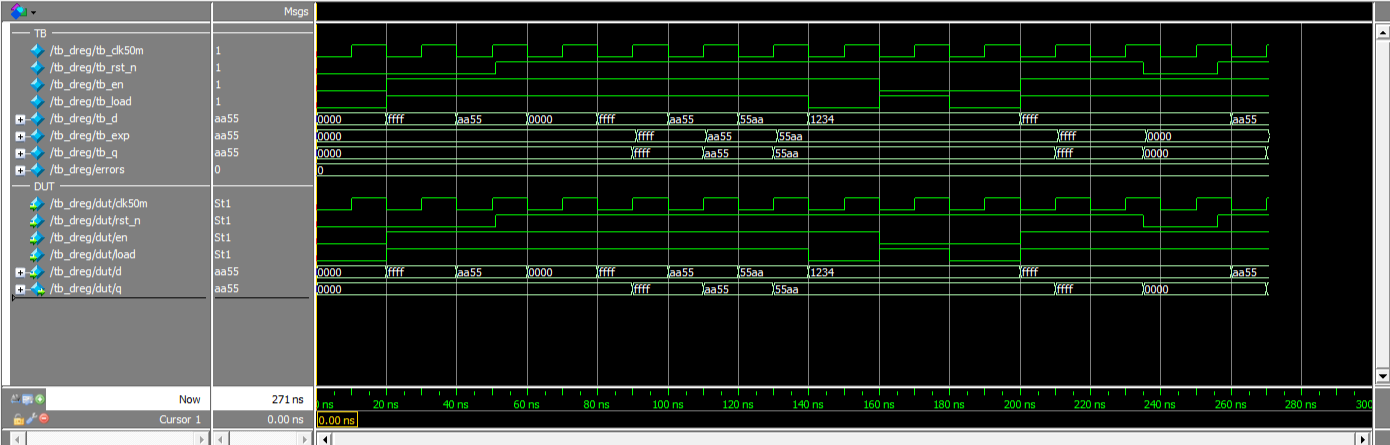 Msgs
TB
/tb_dreg/tb_clk50m 1
/tb_dreg/tb_rst_n 1
/tb_dreg/tb_en 1
/tb_dreg/tb_load 1
/tb_dreg/tb_d aa55 0000 ffff aa55 0000 ffff aa55 55aa 1234 ffff aa55
/tb_dreg/tb_exp aa55 0000 ffff aa55 55aa ffff 0000
/tb_dreg/tb_q aa55 0000 ffff aa55 55aa ffff 0000
/tb_dreg/errors 0 0
DUT
/tb_dreg/dut/clk50m St1
/tb_dreg/dut/rst_n St1
/tb_dreg/dut/en St1
/tb_dreg/dut/load St1
/tb_dreg/dut/d aa55 0000 ffff aa55 0000 ffff aa55 55aa 1234 ffff aa55
/tb_dreg/dut/q aa55 0000 ffff aa55 55aa ffff 0000
Now 271 ns ns 20 ns 40 ns 60 ns 80 ns 100 ns 120 ns 140 ns 160 ns 180 ns 200 ns 220 ns 240 ns 260 ns 280 ns 300
Cursor 1 0.00 ns 0.00 ns